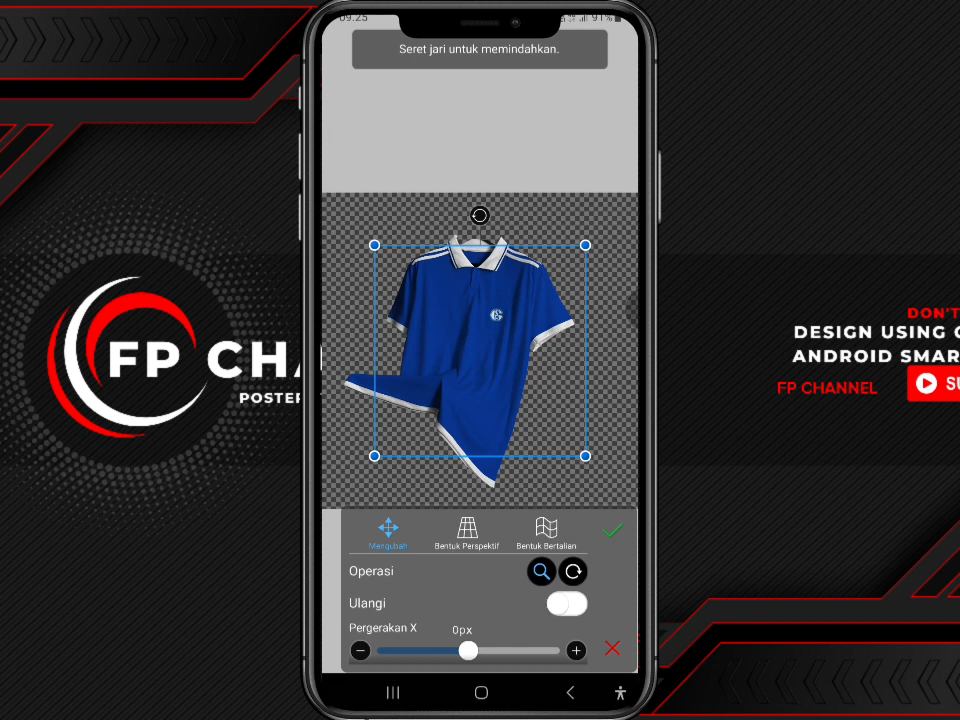 09.25
91%
Seret jari untuk memindahkan.
FP CHA
POSTER
DON'T
DESIGN USING
ANDROID SMAR
FP CHANNEL
SU
Mengubah
Bentuk Perspektif
Bentuk Bertalian
Operasi
Ulangi
Pergerakan X
0px